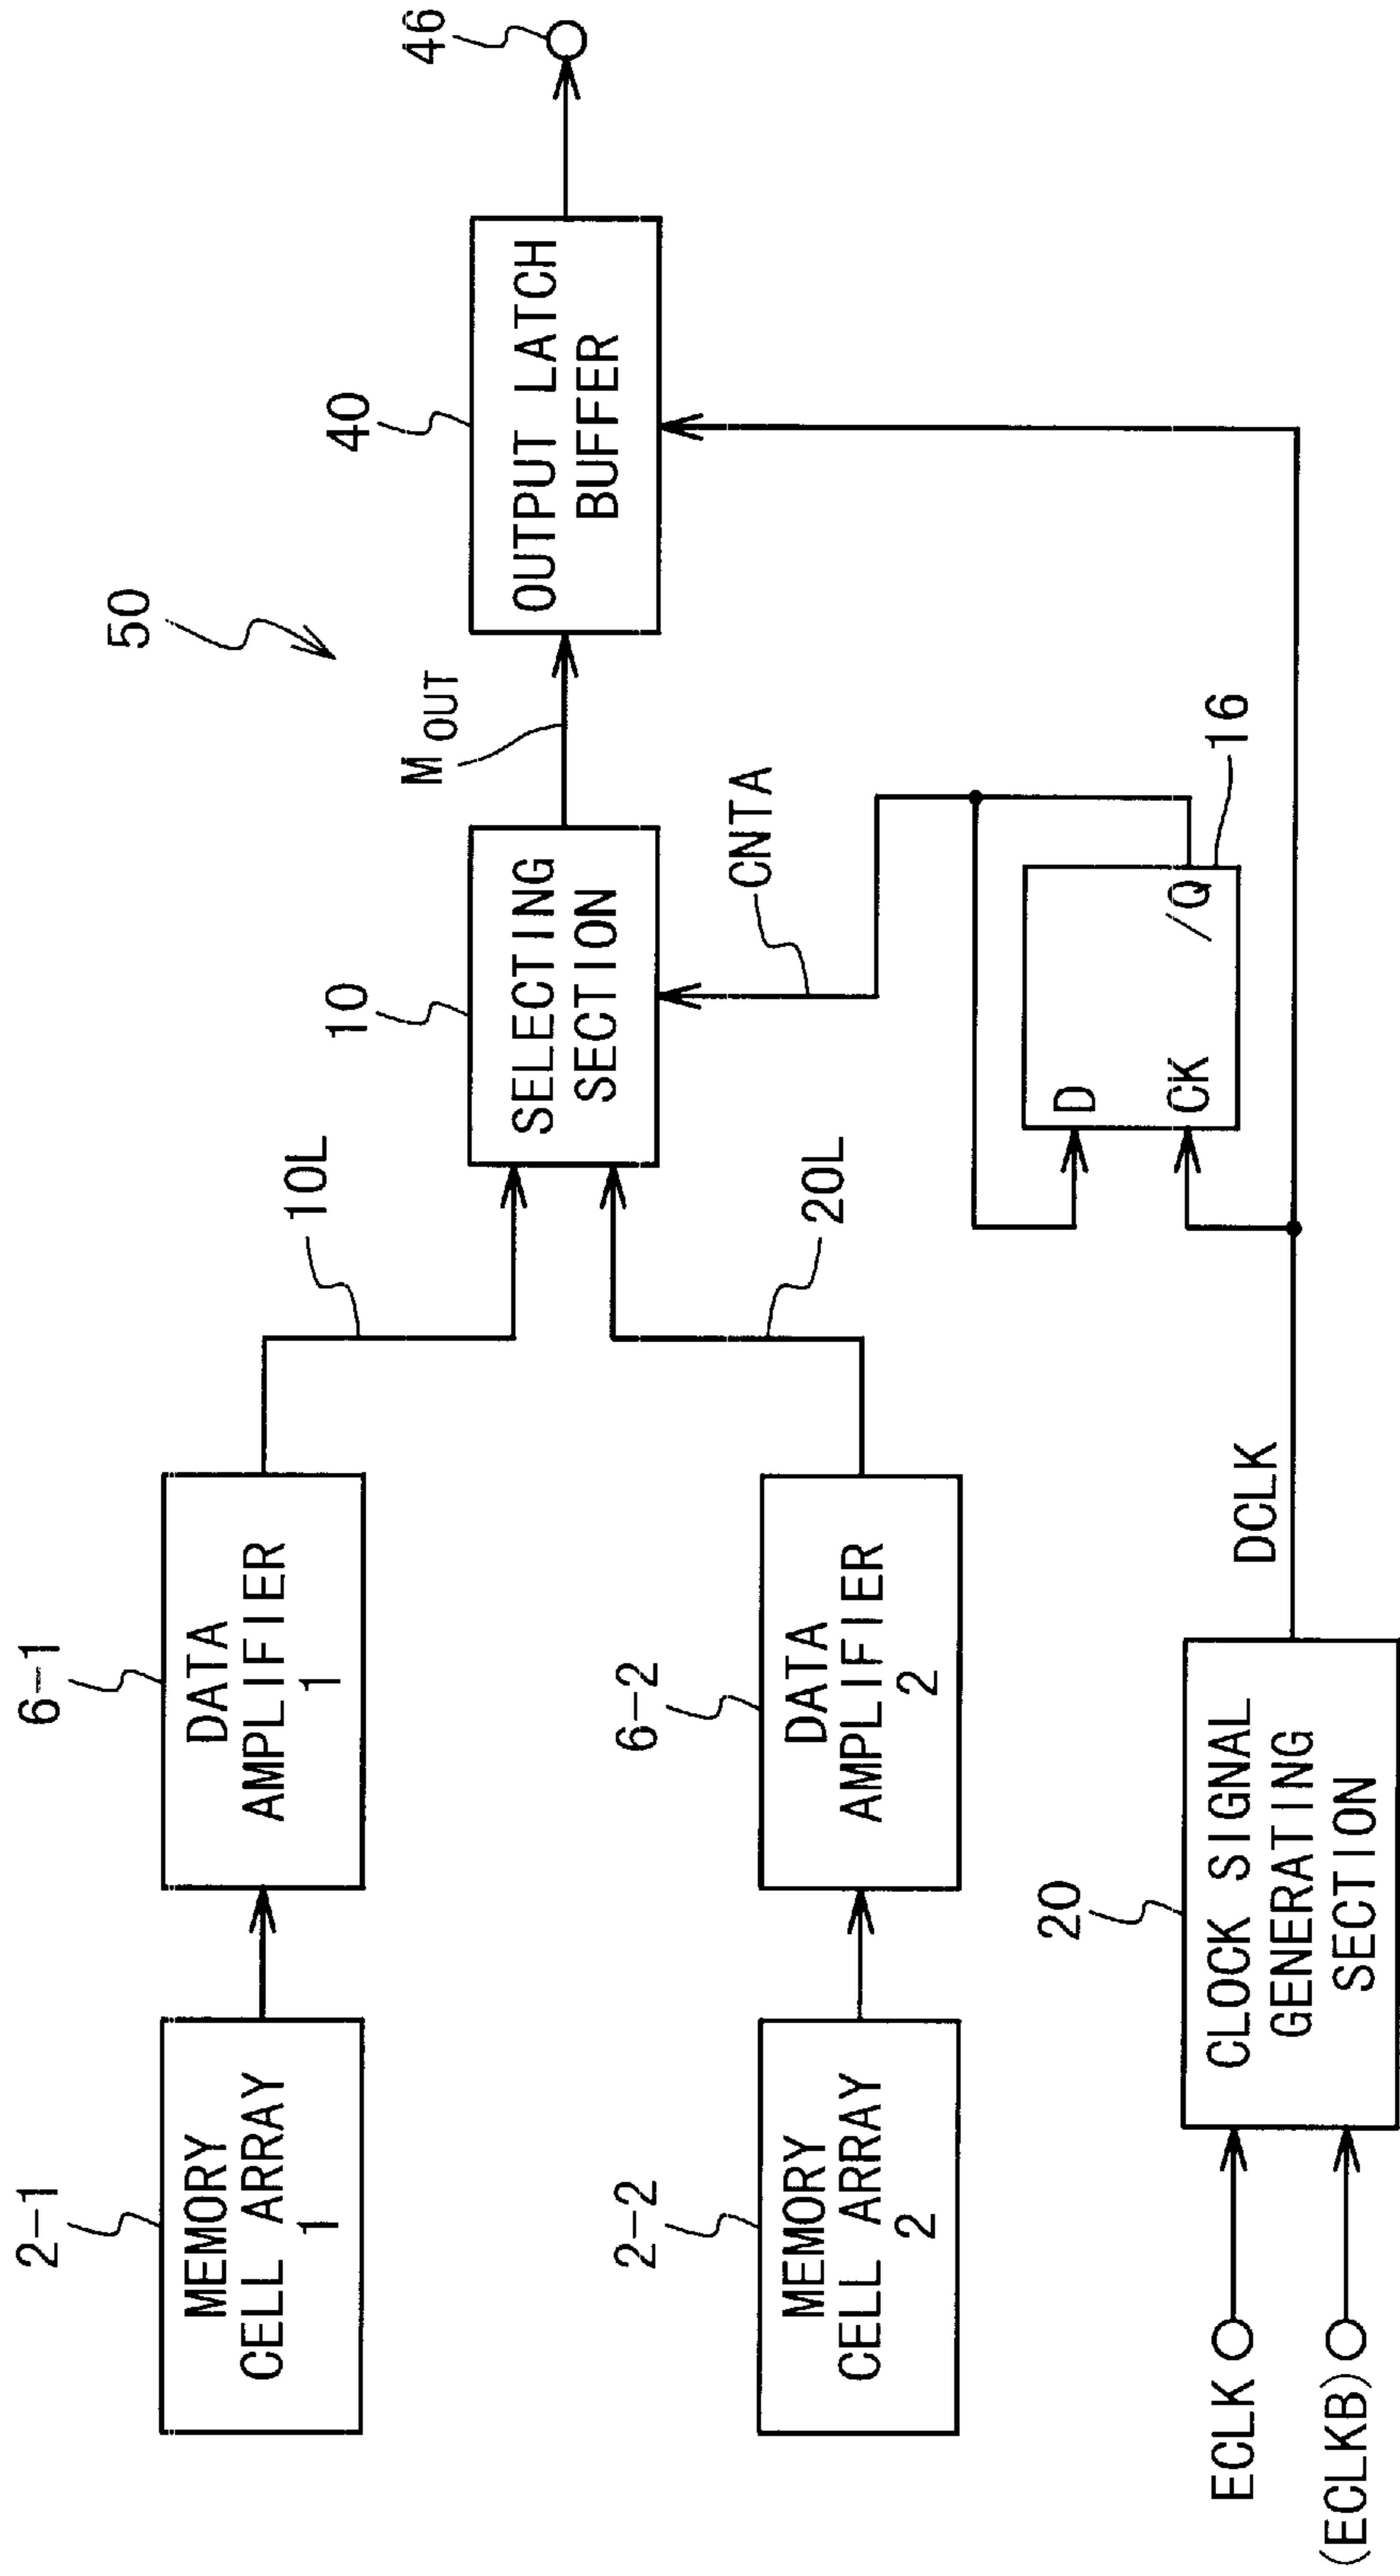 50
2-1
MEMORY
CELL ARRAY
1
6-1
DATA
AMPLIFIER
1
10L
10
SELECTING
SECTION
MOUT
40
OUTPUT LATCH
BUFFER
46
2-2
MEMORY
CELL ARRAY
2
6-2
DATA
AMPLIFIER
2
20L
CNTA
D
CK
/Q
16
ECLK
(ECLKB)
20
CLOCK SIGNAL
GENERATING
SECTION
DCLK